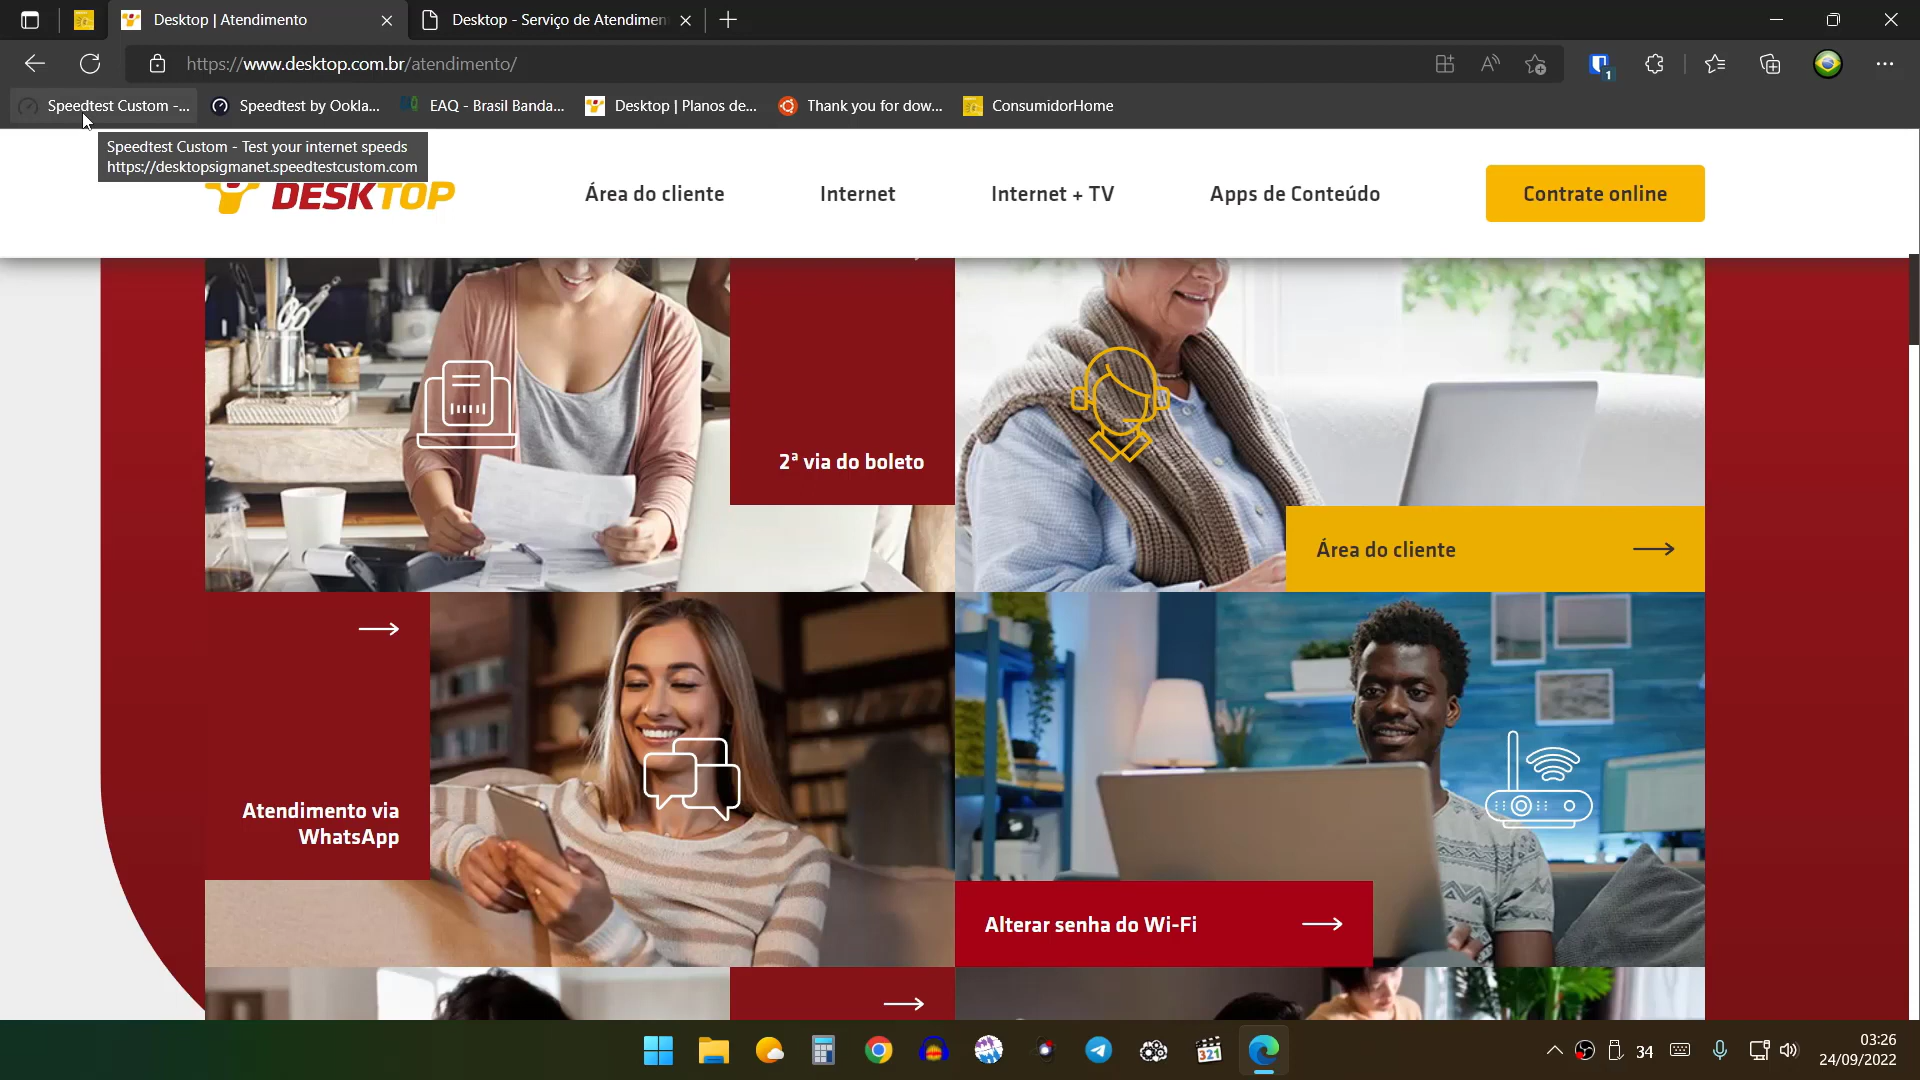 Desktop | Atendimento
Desktop - Serviço de Atendimen
https://www.desktop.com.br/atendimento/
1
Speedtest Custom -...
Speedtest by Ookla...
EAQ - Brasil Banda...
Desktop | Planos de...
Thank you for dow...
ConsumidorHome
Speedtest Custom - Test your internet speeds
https://desktopsigmanet.speedtestcustom.com
DESKTOP
Área do cliente
Internet
Internet + TV
Apps de Conteúdo
Contrate online
2ª via do boleto
Área do cliente
Atendimento via
WhatsApp
Alterar senha do Wi-Fi
321
34
03:26
24/09/2022